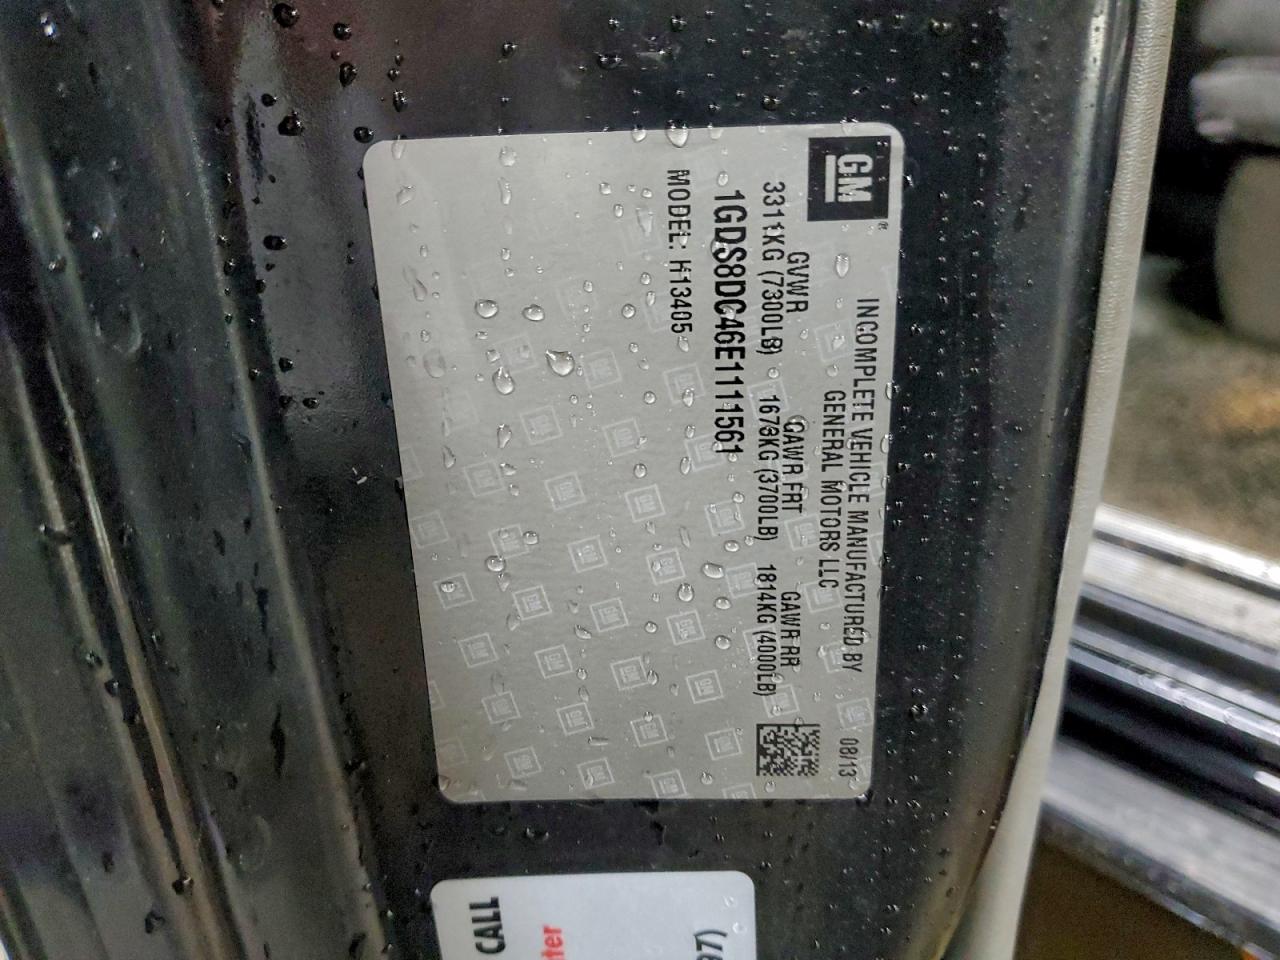 GM
INCOMPLETE VEHICLE MANUFACTURED BY
GENERAL MOTORS LLC
08/13
GVWR GAWR FRT GAWR RR
3311KG (7300LB) 1678KG (3700LB) 1814KG (4000LB)
1GDS8DC46E1111561
MODEL: H13405
CALL